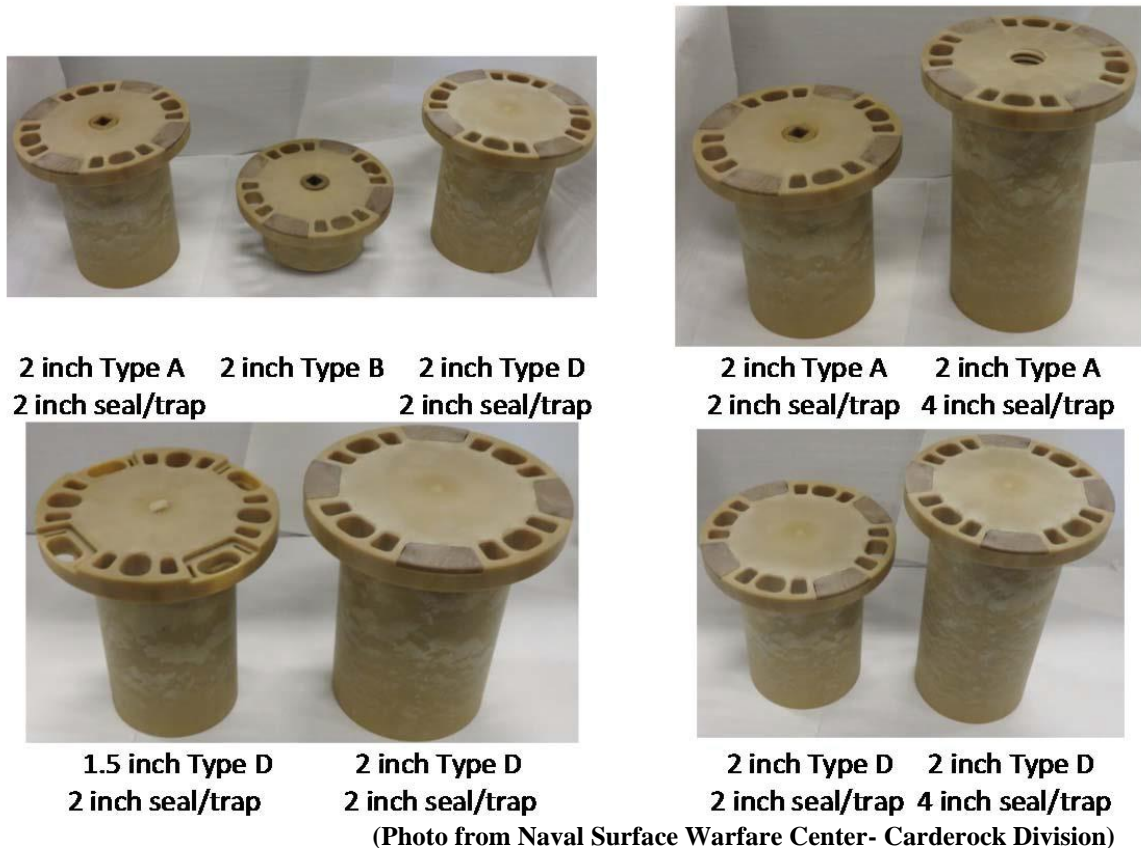 2 inch Type A 2 inch Type B 2 inch Type D
2 inch seal/trap 2 inch seal/trap
2 inch Type A 2 inch Type A
2 inch seal/trap 4 inch seal/trap
1.5 inch Type D 2 inch Type D
2 inch seal/trap 2 inch seal/trap
2 inch Type D 2 inch Type D
2 inch seal/trap 4 inch seal/trap
(Photo from Naval Surface Warfare Center- Carderock Division)